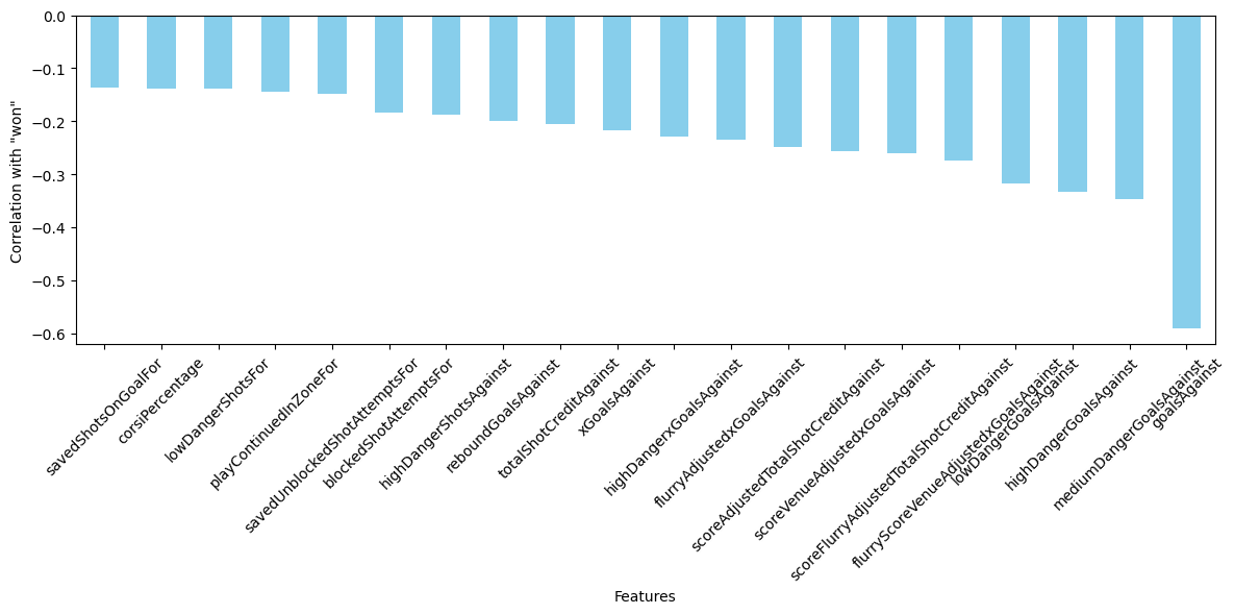 0.0
−0.1
−0.2
−0.3
−0.4
−0.5
−0.6
Correlation with "won"
savedShotsOnGoalFor
corsiPercentage
lowDangerShotsFor
playContinuedInZoneFor
savedUnblockedShotAttemptsFor
blockedShotAttemptsFor
highDangerShotsAgainst
reboundGoalsAgainst
totalShotCreditAgainst
xGoalsAgainst
highDangerxGoalsAgainst
flurryAdjustedxGoalsAgainst
scoreAdjustedTotalShotCreditAgainst
scoreVenueAdjustedxGoalsAgainst
scoreFlurryAdjustedTotalShotCreditAgainst
flurryScoreVenueAdjustedxGoalsAgainst
lowDangerGoalsAgainst
highDangerGoalsAgainst
mediumDangerGoalsAgainst
goalsAgainst
Features